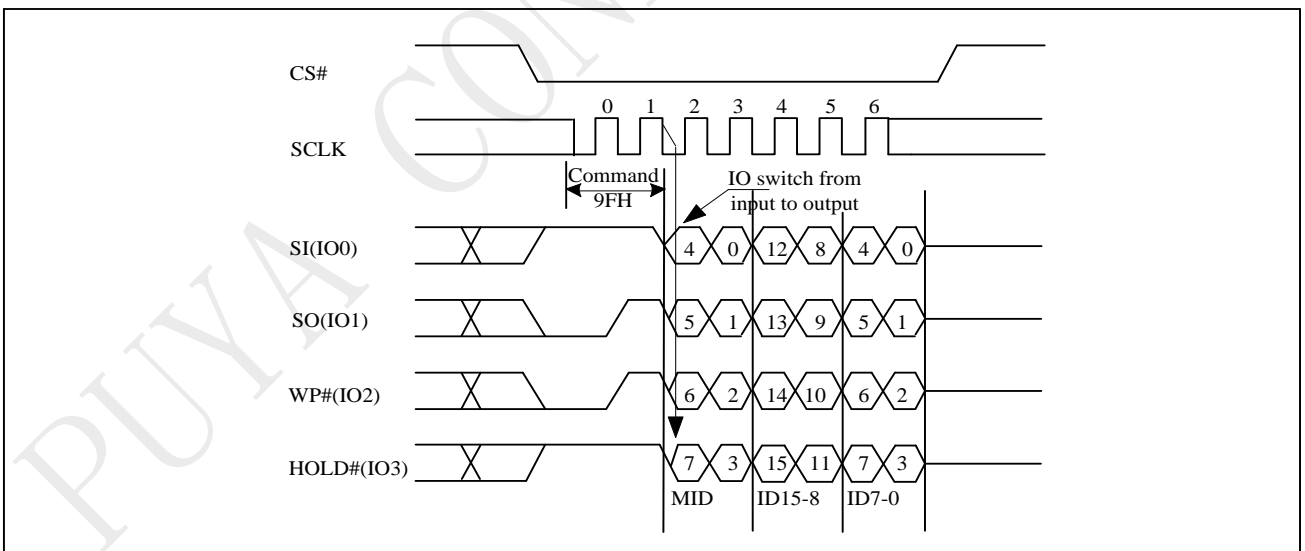 PUYA CON
CS#
0 1 2 3 4 5 6
SCLK
Command
9FH
IO switch from
input to output
SI(IO0)
4 0 12 8 4 0
SO(IO1)
5 1 13 9 5 1
WP#(IO2)
6 2 14 10 6 2
HOLD#(IO3)
7 3 15 11 7 3
MID ID15-8 ID7-0